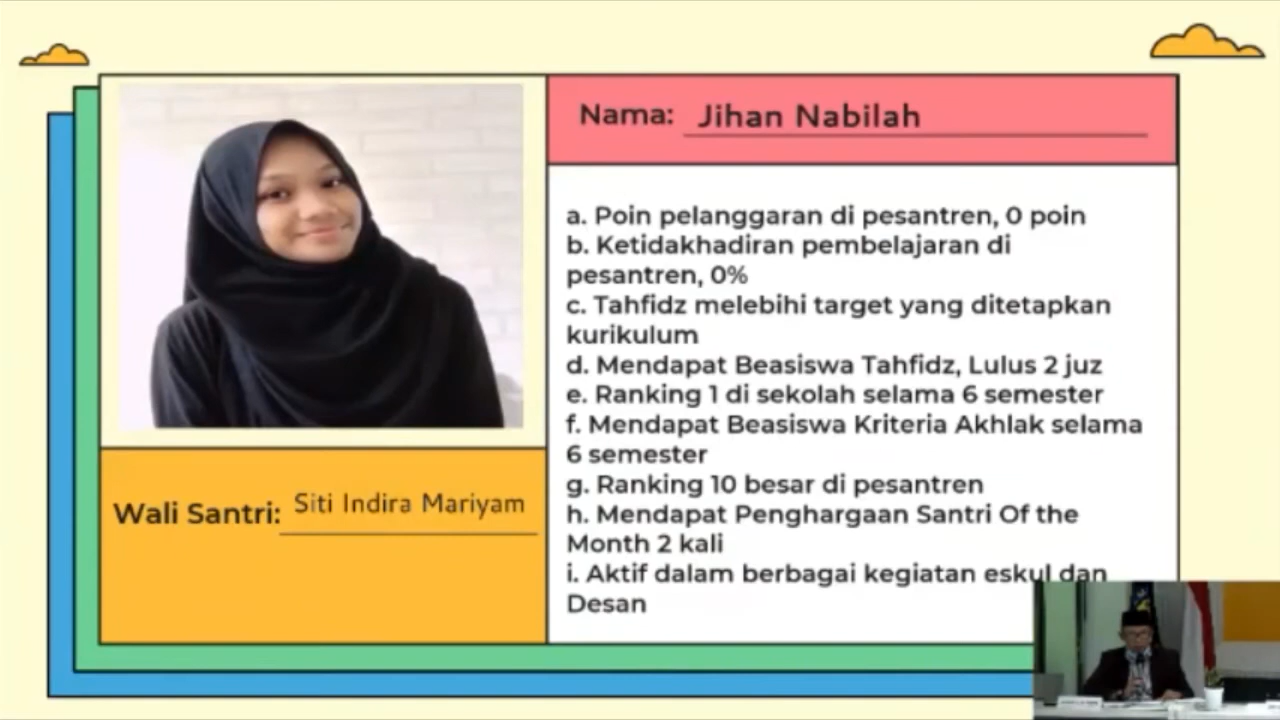 Nama: Jihan Nabilah
a. Poin pelanggaran di pesantren, 0 poin
b. Ketidakhadiran pembelajaran di
pesantren, 0%
c. Tahfidz melebihi target yang ditetapkan
kurikulum
d. Mendapat Beasiswa Tahfidz, Lulus 2 juz
e. Ranking 1 di sekolah selama 6 semester
f. Mendapat Beasiswa Kriteria Akhlak selama
6 semester
g. Ranking 10 besar di pesantren
h. Mendapat Penghargaan Santri Of the
Month 2 kali
i. Aktif dalam berbagai kegiatan eskul dan
Desan
Wali Santri: Siti Indira Mariyam